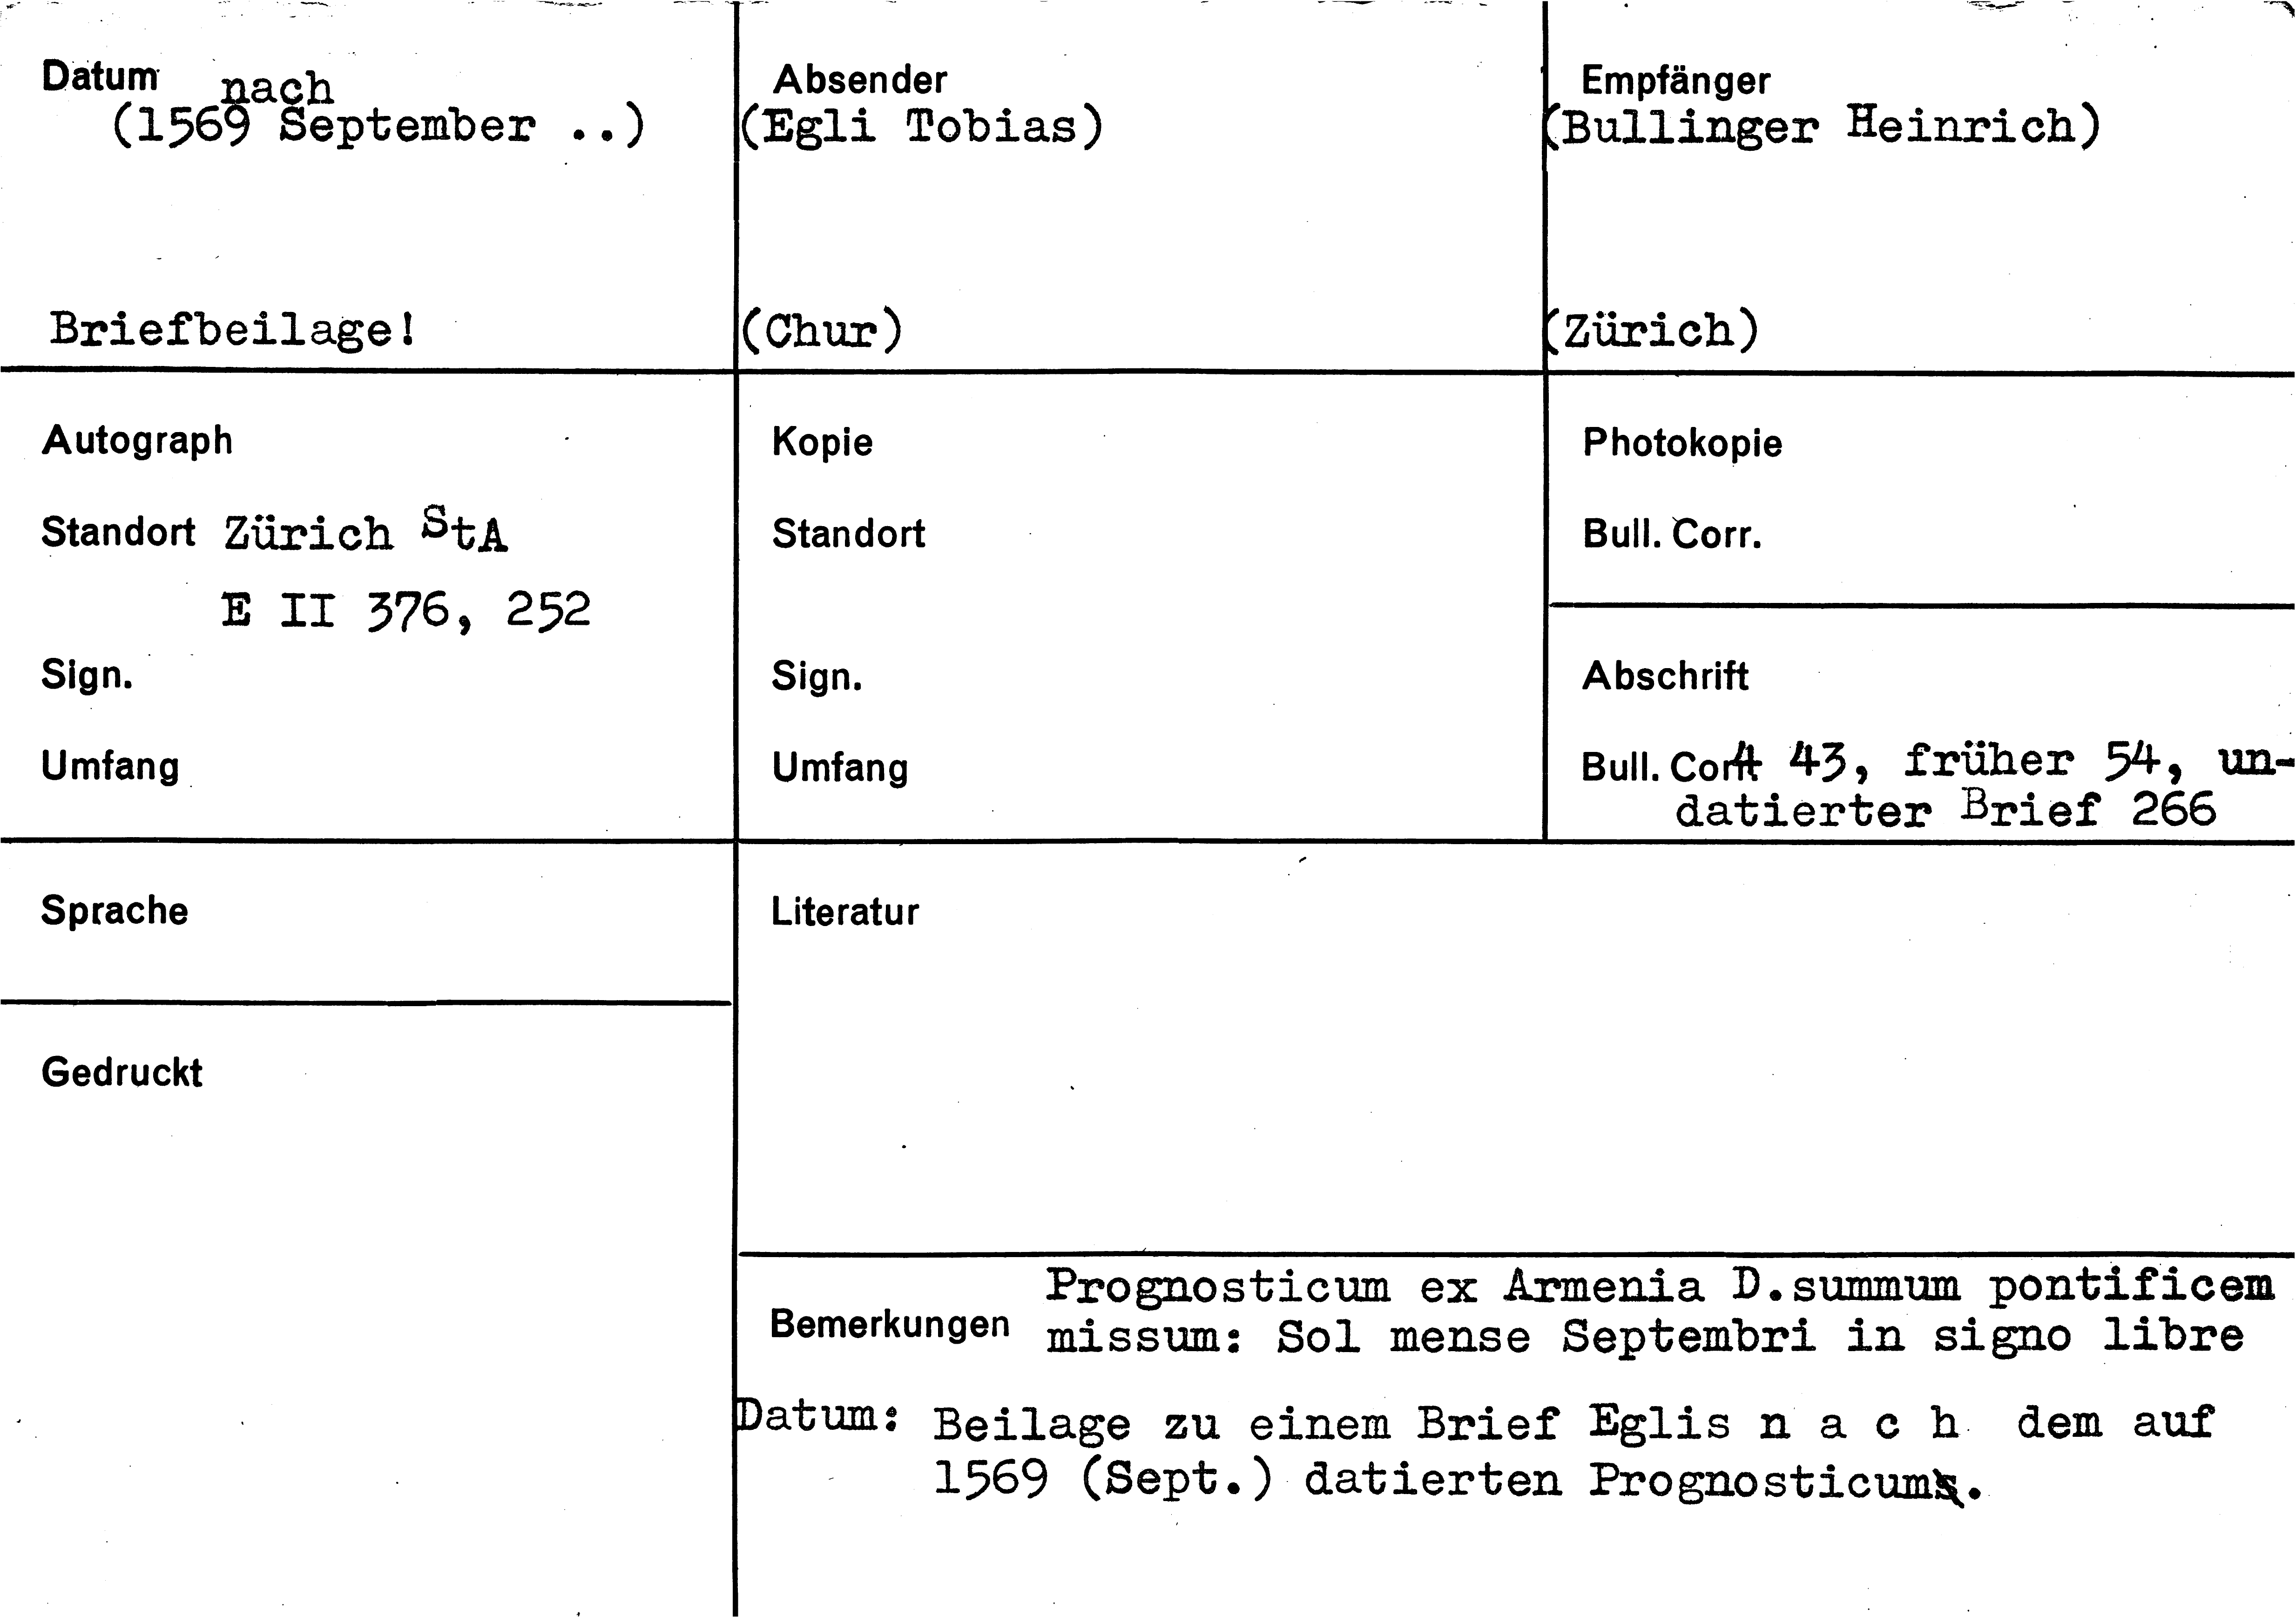 Datum nach
(1569 September ..)
Briefbeilage!
Absender
(Egli Tobias)
(Chur)
Empfänger
(Bullinger Heinrich)
(Zürich)
Autograph
Standort Zürich StA
E II 376, 252
Sign.
Umfang
Kopie
Standort
Sign.
Umfang
Photokopie
Bull. Corr.
Abschrift
Bull. Corr. 43, früher 54, un-
datierter Brief 266
Sprache
Gedruckt
Literatur
Bemerkungen
Prognosticum ex Armenia D.summum pontificem
missum: Sol mense Septembri in signo libre
Datum: Beilage zu einem Brief Eglis n a c h dem auf
1569 (Sept.) datierten Prognosticum.